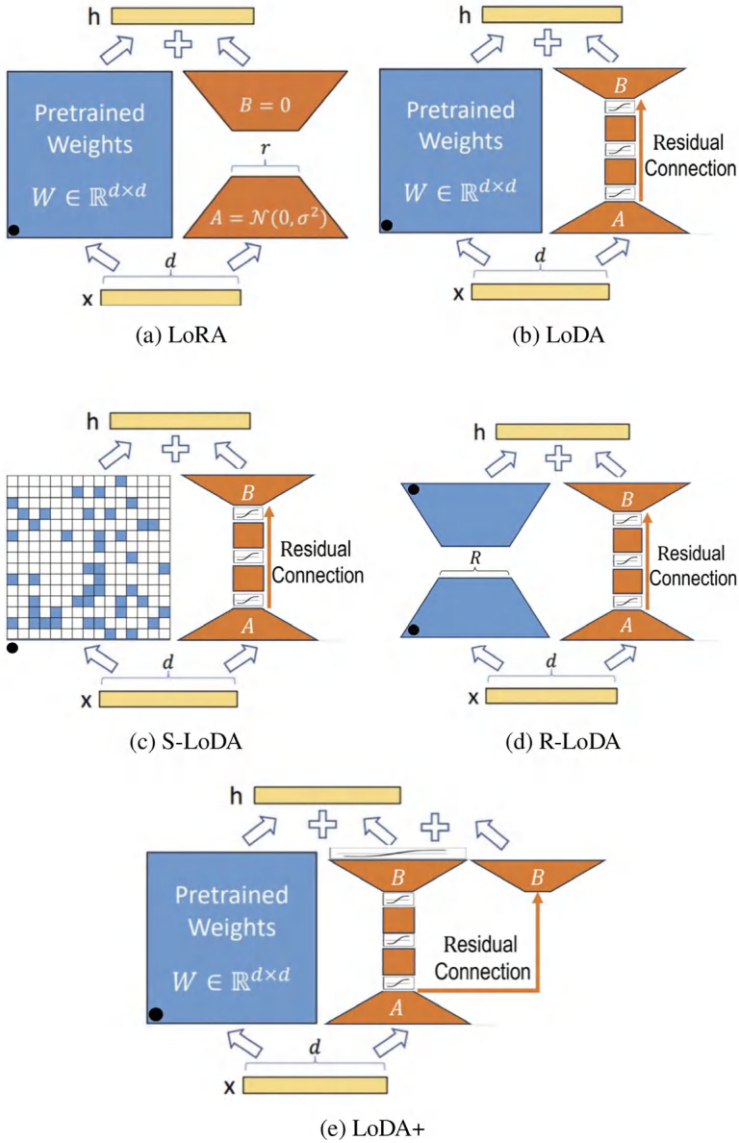 h
Pretrained
Weights
W ∈ ℝ^{d×d}
B = 0
r
A = 𝒩(0, σ²)
d
x
(a) LoRA
h
Pretrained
Weights
W ∈ ℝ^{d×d}
B
Residual
Connection
A
d
x
(b) LoDA
h
B
Residual
Connection
A
d
x
(c) S-LoDA
h
R
B
Residual
Connection
A
d
x
(d) R-LoDA
h
Pretrained
Weights
W ∈ ℝ^{d×d}
B
B
Residual
Connection
A
d
x
(e) LoDA+